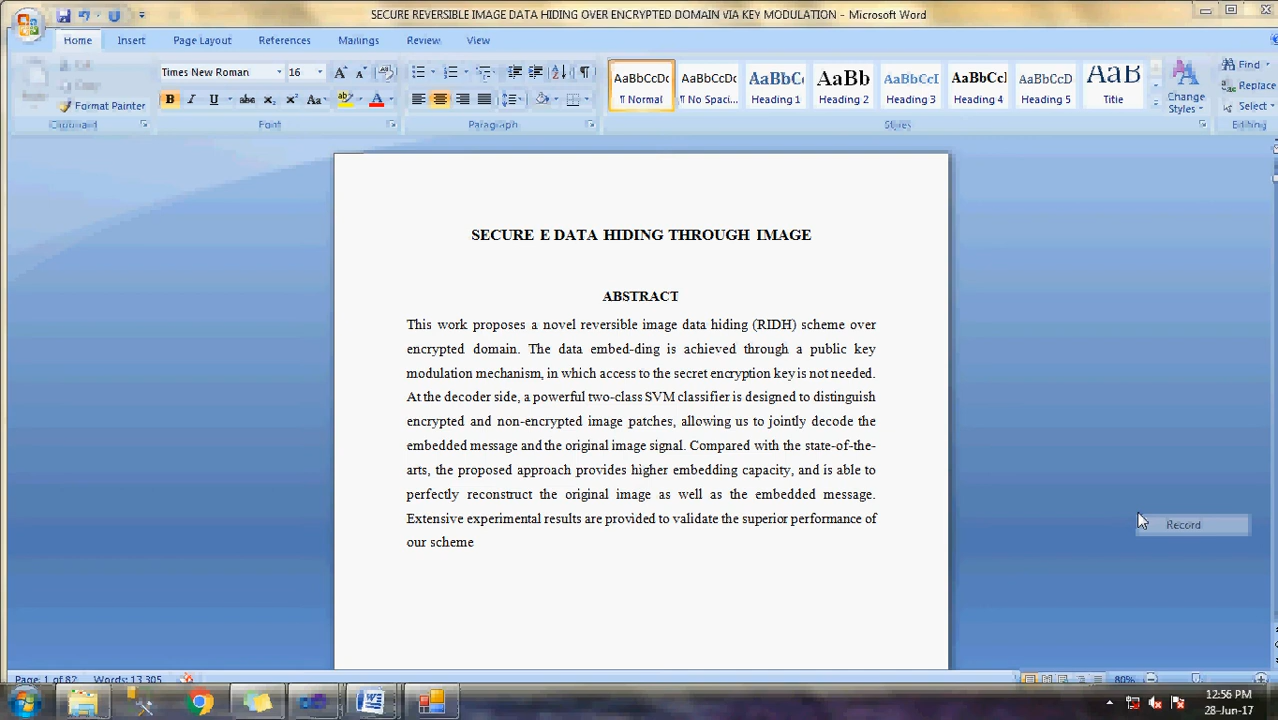 SECURE REVERSIBLE IMAGE DATA HIDING OVER ENCRYPTED DOMAIN VIA KEY MODULATION - Microsoft Word
Home Insert Page Layout References Mailings Review View
Times New Roman 16
AaBbCcDc AaBbCcDc AaBbC AaBb AaBbCcI AaBbCcI AaBbCcD AaB
¶ Normal ¶ No Spaci... Heading 1 Heading 2 Heading 3 Heading 4 Heading 5 Title
Change Styles
Find
Replace
Select
Format Painter
Clipboard Font Paragraph Styles Editing
SECURE E DATA HIDING THROUGH IMAGE
ABSTRACT
This work proposes a novel reversible image data hiding (RIDH) scheme over
encrypted domain. The data embed-ding is achieved through a public key
modulation mechanism, in which access to the secret encryption key is not needed.
At the decoder side, a powerful two-class SVM classifier is designed to distinguish
encrypted and non-encrypted image patches, allowing us to jointly decode the
embedded message and the original image signal. Compared with the state-of-the-
arts, the proposed approach provides higher embedding capacity, and is able to
perfectly reconstruct the original image as well as the embedded message.
Extensive experimental results are provided to validate the superior performance of
our scheme
Record
Page: 1 of 82 Words: 13,305
80%
12:56 PM
28-Jun-17